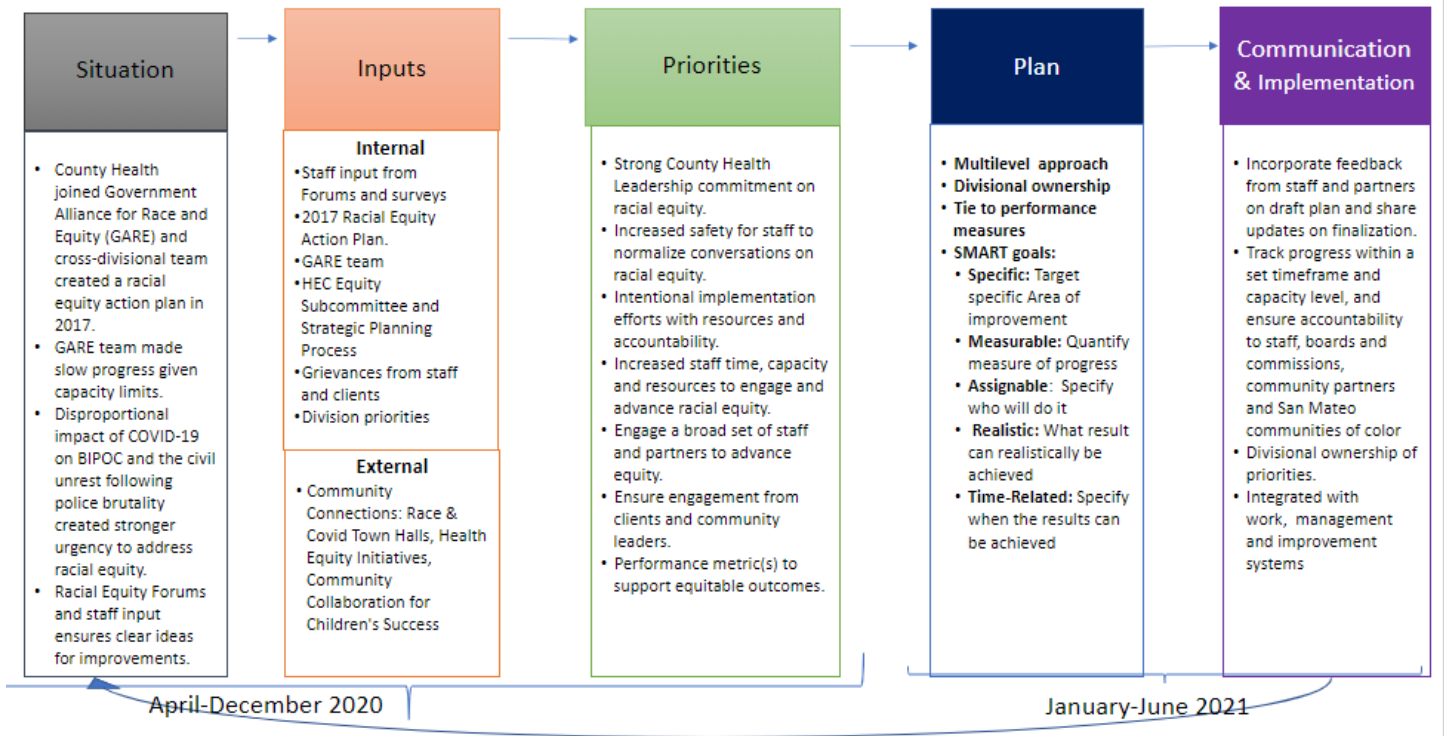 Situation
• County Health
joined Government
Alliance for Race and
Equity (GARE) and
cross-divisional team
created a racial
equity action plan in
2017.
• GARE team made
slow progress given
capacity limits.
• Disproportional
impact of COVID-19
on BIPOC and the civil
unrest following
police brutality
created stronger
urgency to address
racial equity.
• Racial Equity Forums
and staff input
ensures clear ideas
for improvements.
Inputs
Internal
•Staff input from
Forums and surveys
•2017 Racial Equity
Action Plan.
•GARE team
•HEC Equity
Subcommittee and
Strategic Planning
Process
•Grievances from staff
and clients
•Division priorities
External
• Community
Connections: Race &
Covid Town Halls, Health
Equity Initiatives,
Community
Collaboration for
Children's Success
Priorities
• Strong County Health
Leadership commitment on
racial equity.
• Increased safety for staff to
normalize conversations on
racial equity.
• Intentional implementation
efforts with resources and
accountability.
• Increased staff time, capacity
and resources to engage and
advance racial equity.
• Engage a broad set of staff
and partners to advance
equity.
• Ensure engagement from
clients and community
leaders.
• Performance metric(s) to
support equitable outcomes.
Plan
• Multilevel approach
• Divisional ownership
• Tie to performance
measures
• SMART goals:
• Specific: Target
specific Area of
improvement
• Measurable: Quantify
measure of progress
• Assignable: Specify
who will do it
• Realistic: What result
can realistically be
achieved
• Time-Related: Specify
when the results can
be achieved
Communication
& Implementation
• Incorporate feedback
from staff and partners
on draft plan and share
updates on finalization.
• Track progress within a
set timeframe and
capacity level, and
ensure accountability
to staff, boards and
commissions,
community partners
and San Mateo
communities of color
• Divisional ownership of
priorities.
• Integrated with
work, management
and improvement
systems
April-December 2020
January-June 2021